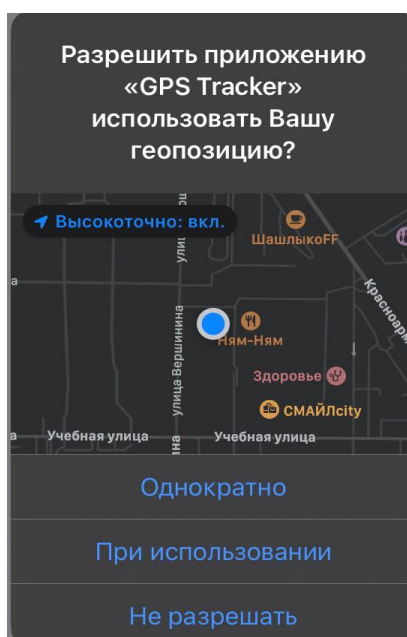 Разрешить приложению
«GPS Tracker»
использовать Вашу
геопозицию?
Высокоточно: вкл.
ШашлыкоFF
Ням-Ням
улица Вершинина
Здоровье
СМАЙЛcity
Учебная улица
Учебная улица
Однократно
При использовании
Не разрешать